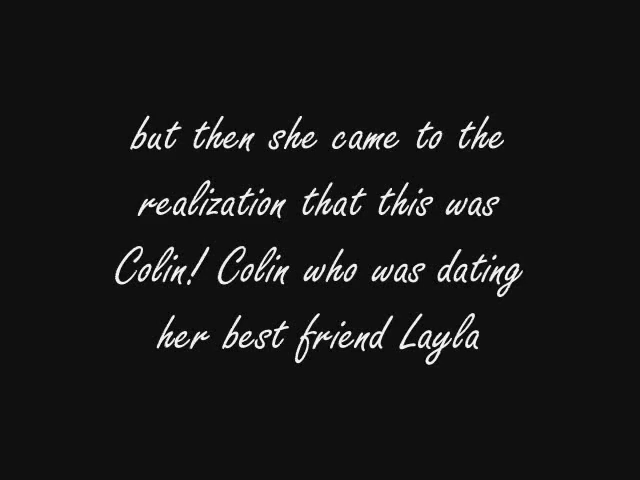 but then she came to the
realization that this was
Colin! Colin who was dating
her best friend Layla